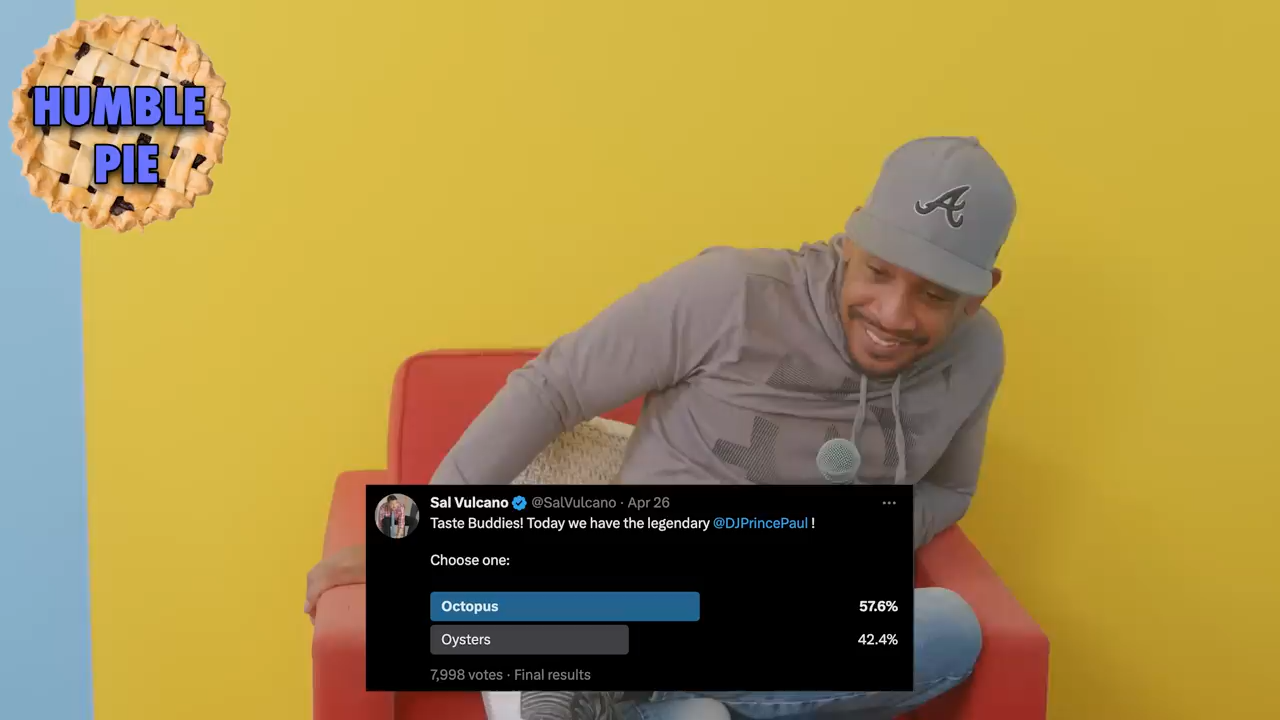 HUMBLE
PIE
A
Sal Vulcano @SalVulcano · Apr 26
Taste Buddies! Today we have the legendary @DJPrincePaul !
Choose one:
Octopus 57.6%
Oysters 42.4%
7,998 votes · Final results